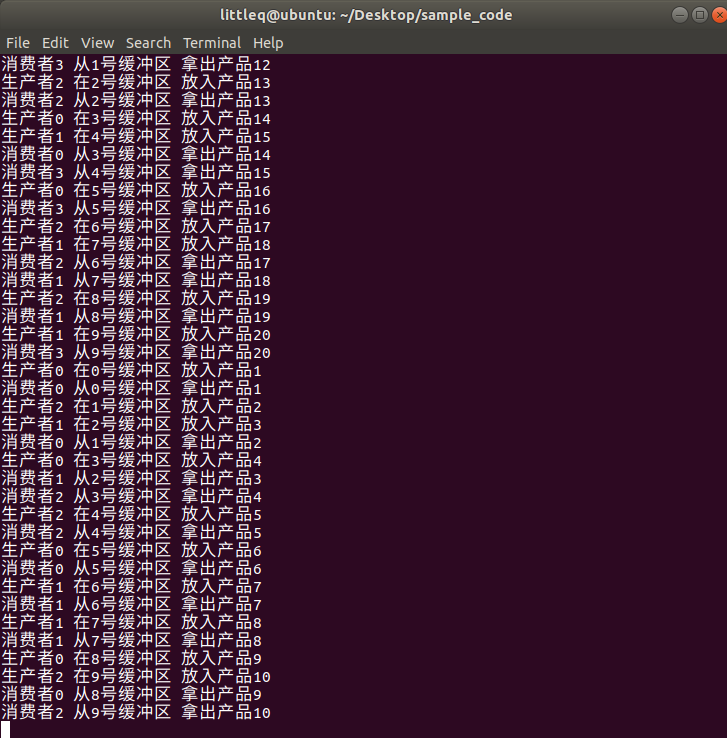 littleq@ubuntu: ~/Desktop/sample_code
File Edit View Search Terminal Help
消费者3 从1号缓冲区 拿出产品12
生产者2 在2号缓冲区 放入产品13
消费者2 从2号缓冲区 拿出产品13
生产者0 在3号缓冲区 放入产品14
生产者1 在4号缓冲区 放入产品15
消费者0 从3号缓冲区 拿出产品14
消费者3 从4号缓冲区 拿出产品15
生产者0 在5号缓冲区 放入产品16
消费者3 从5号缓冲区 拿出产品16
生产者2 在6号缓冲区 放入产品17
生产者1 在7号缓冲区 放入产品18
消费者2 从6号缓冲区 拿出产品17
消费者1 从7号缓冲区 拿出产品18
生产者2 在8号缓冲区 放入产品19
消费者1 从8号缓冲区 拿出产品19
生产者1 在9号缓冲区 放入产品20
消费者3 从9号缓冲区 拿出产品20
生产者0 在0号缓冲区 放入产品1
消费者0 从0号缓冲区 拿出产品1
生产者2 在1号缓冲区 放入产品2
生产者1 在2号缓冲区 放入产品3
消费者0 从1号缓冲区 拿出产品2
生产者0 在3号缓冲区 放入产品4
消费者1 从2号缓冲区 拿出产品3
消费者2 从3号缓冲区 拿出产品4
生产者2 在4号缓冲区 放入产品5
消费者2 从4号缓冲区 拿出产品5
生产者0 在5号缓冲区 放入产品6
消费者0 从5号缓冲区 拿出产品6
生产者1 在6号缓冲区 放入产品7
消费者1 从6号缓冲区 拿出产品7
生产者1 在7号缓冲区 放入产品8
消费者1 从7号缓冲区 拿出产品8
生产者0 在8号缓冲区 放入产品9
生产者2 在9号缓冲区 放入产品10
消费者0 从8号缓冲区 拿出产品9
消费者2 从9号缓冲区 拿出产品10